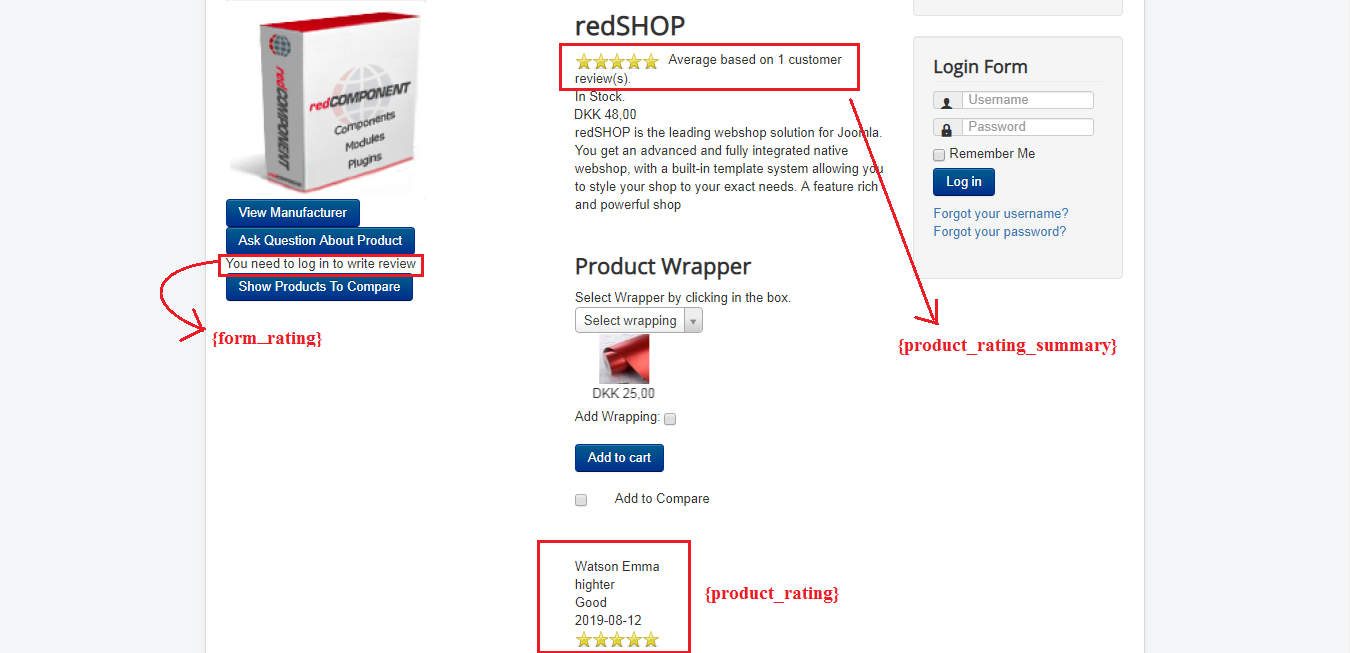 redCOMPONENT
redCOMPONENT
Components
Modules
Plugins
View Manufacturer
Ask Question About Product
You need to log in to write review
Show Products To Compare
{form_rating}
redSHOP
Average based on 1 customer
review(s).
In Stock.
DKK 48,00
redSHOP is the leading webshop solution for Joomla.
You get an advanced and fully integrated native
webshop, with a built-in template system allowing you
to style your shop to your exact needs. A feature rich
and powerful shop
Product Wrapper
Select Wrapper by clicking in the box.
Select wrapping
DKK 25,00
Add Wrapping:
Add to cart
Add to Compare
Watson Emma
highter
Good
2019-08-12
{product_rating}
Login Form
Username
Password
Remember Me
Log in
Forgot your username?
Forgot your password?
{product_rating_summary}